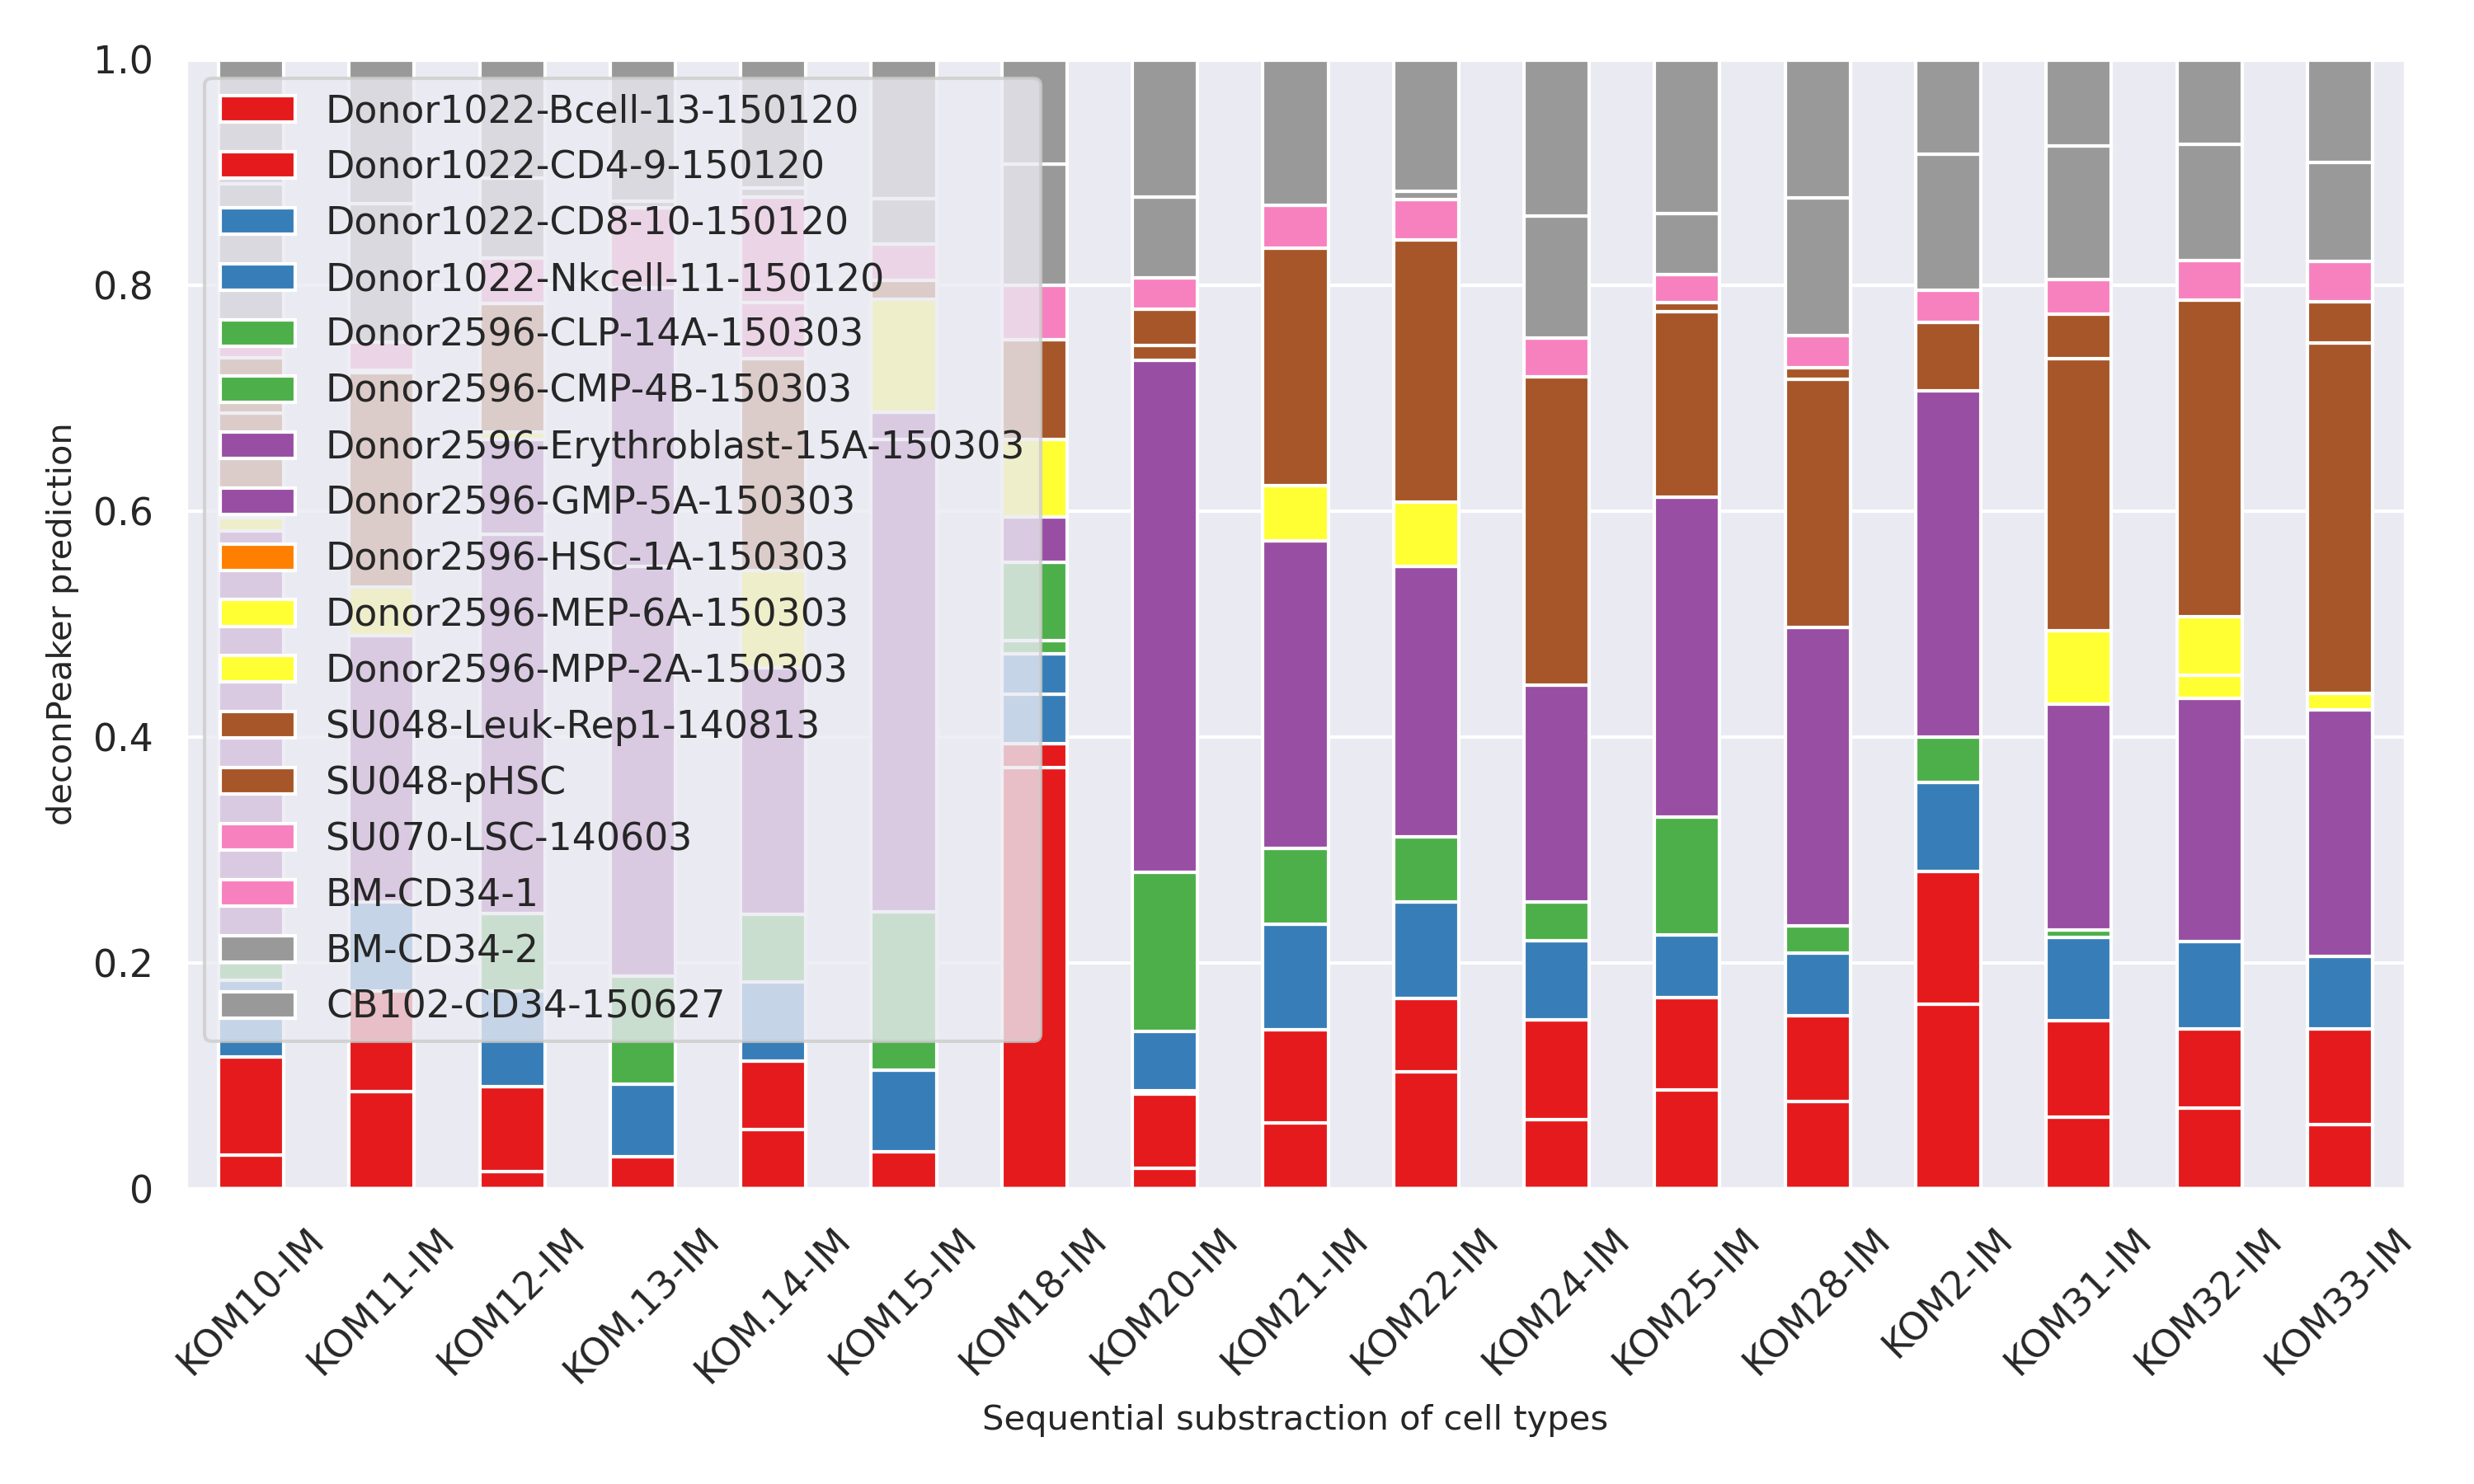 1.0
0.8
0.6
0.4
0.2
0
deconPeaker prediction
Donor1022-Bcell-13-150120
Donor1022-CD4-9-150120
Donor1022-CD8-10-150120
Donor1022-Nkcell-11-150120
Donor2596-CLP-14A-150303
Donor2596-CMP-4B-150303
Donor2596-Erythroblast-15A-150303
Donor2596-GMP-5A-150303
Donor2596-HSC-1A-150303
Donor2596-MEP-6A-150303
Donor2596-MPP-2A-150303
SU048-Leuk-Rep1-140813
SU048-pHSC
SU070-LSC-140603
BM-CD34-1
BM-CD34-2
CB102-CD34-150627
KOM10-IM
KOM11-IM
KOM12-IM
KOM.13-IM
KOM.14-IM
KOM15-IM
KOM18-IM
KOM20-IM
KOM21-IM
KOM22-IM
KOM24-IM
KOM25-IM
KOM28-IM
KOM2-IM
KOM31-IM
KOM32-IM
KOM33-IM
Sequential substraction of cell types